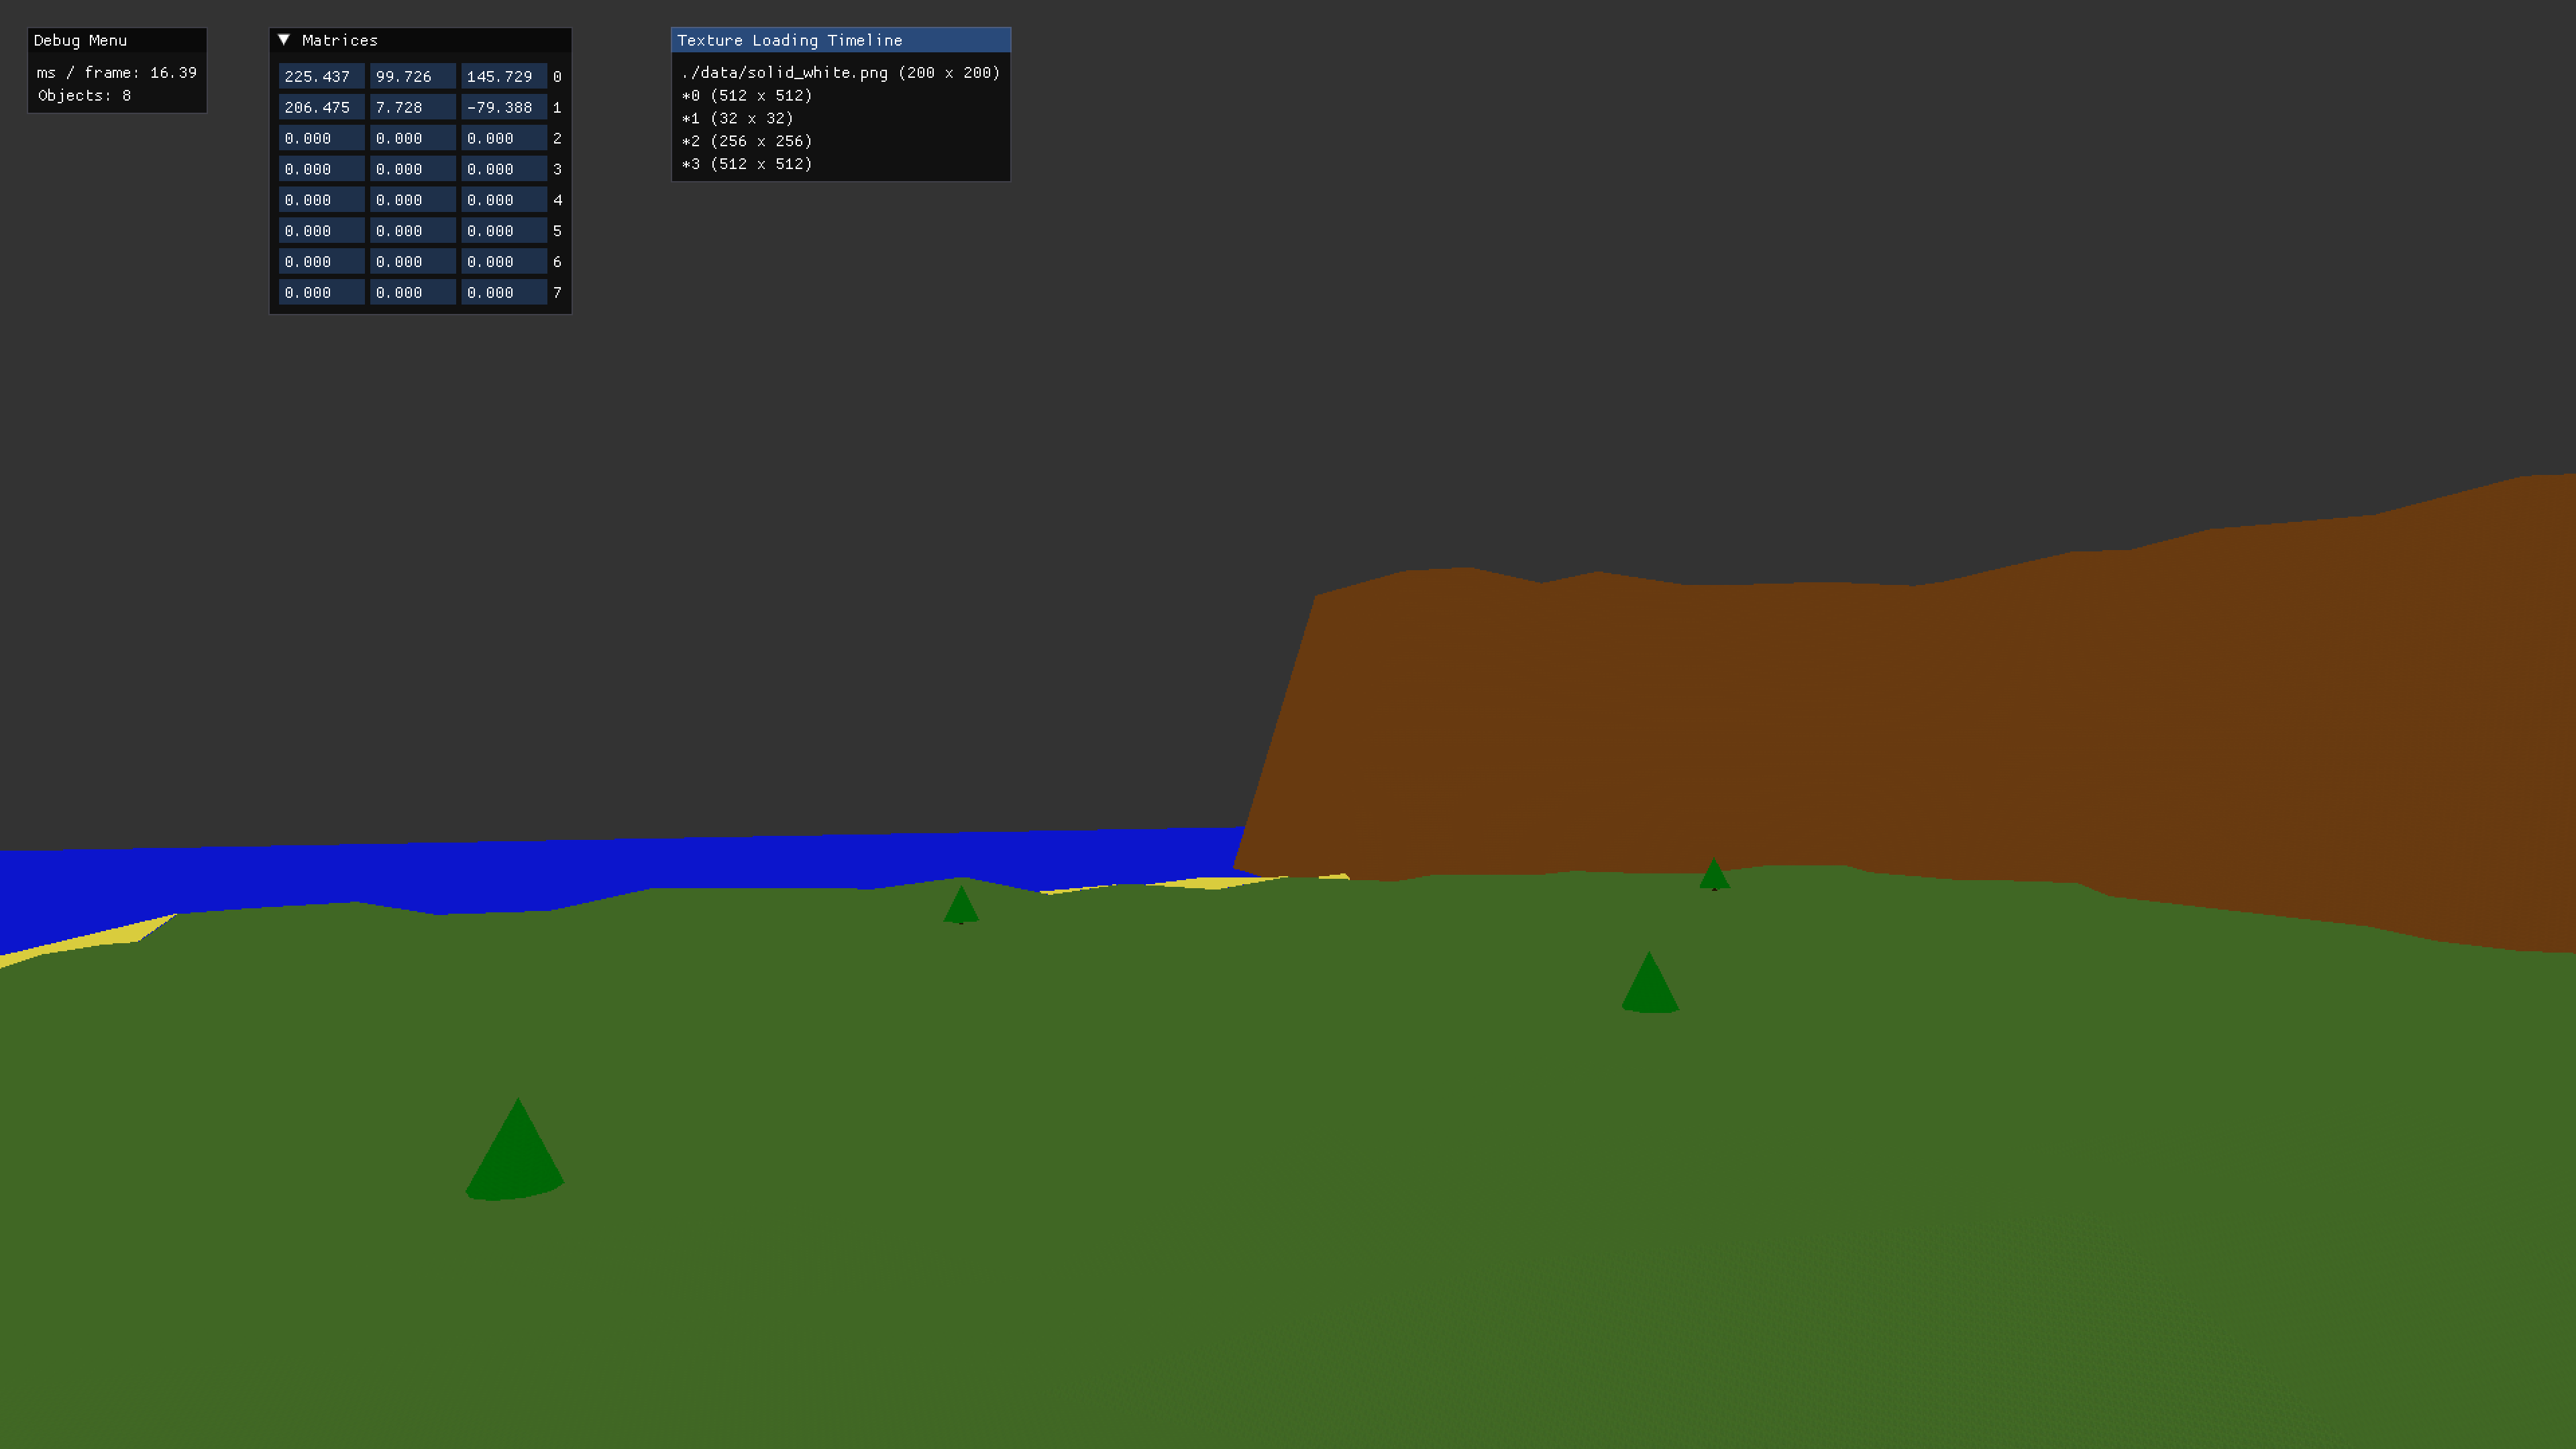 Debug Menu
ms / frame: 16.39
Objects: 8
Matrices
225.437 99.726 145.729 0
206.475 7.728 -79.388 1
0.000 0.000 0.000 2
0.000 0.000 0.000 3
0.000 0.000 0.000 4
0.000 0.000 0.000 5
0.000 0.000 0.000 6
0.000 0.000 0.000 7
Texture Loading Timeline
./data/solid_white.png (200 x 200)
*0 (512 x 512)
*1 (32 x 32)
*2 (256 x 256)
*3 (512 x 512)